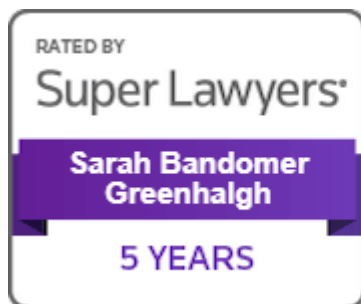 RATED BY
Super Lawyers®
Sarah Bandomer
Greenhalgh
5 YEARS